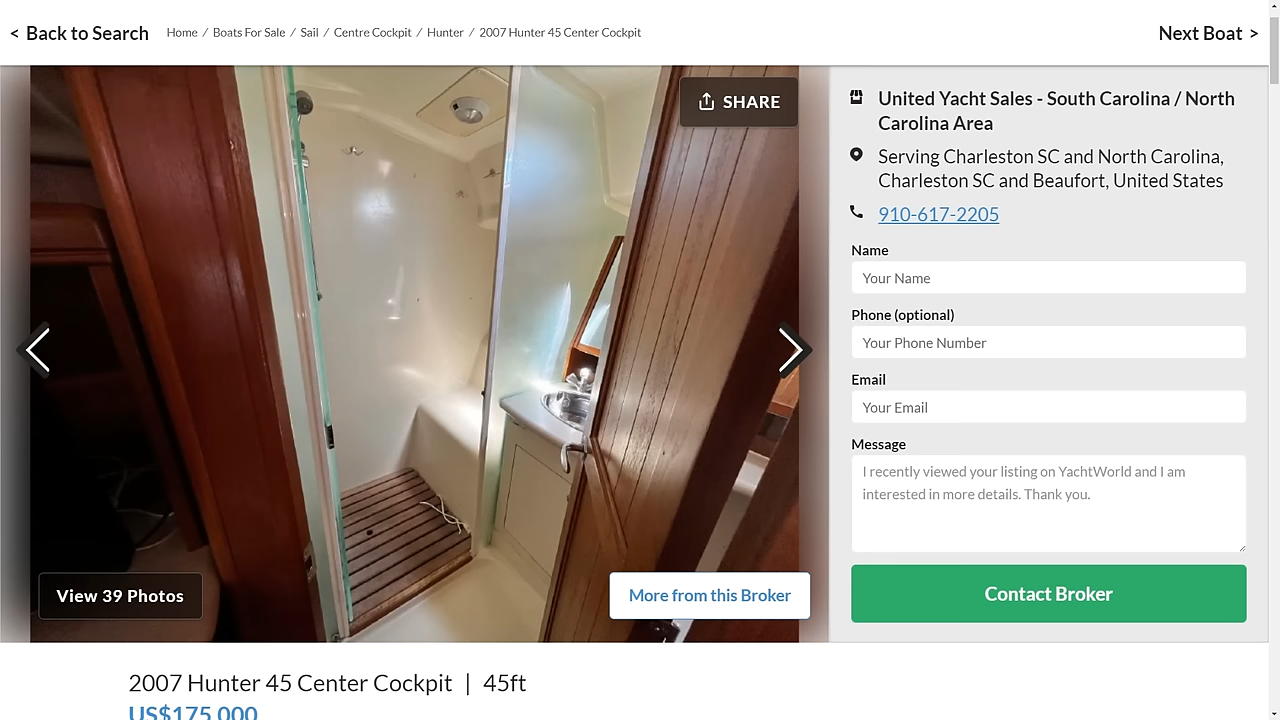 < Back to Search
Home / Boats For Sale / Sail / Centre Cockpit / Hunter / 2007 Hunter 45 Center Cockpit
Next Boat >
SHARE
View 39 Photos
More from this Broker
United Yacht Sales - South Carolina / North
Carolina Area
Serving Charleston SC and North Carolina,
Charleston SC and Beaufort, United States
910-617-2205
Name
Your Name
Phone (optional)
Your Phone Number
Email
Your Email
Message
I recently viewed your listing on YachtWorld and I am
interested in more details. Thank you.
Contact Broker
2007 Hunter 45 Center Cockpit | 45ft
US$175,000